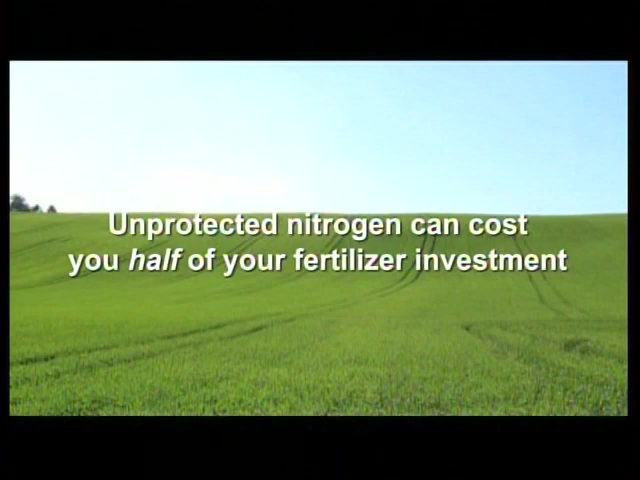 Unprotected nitrogen can cost
you half of your fertilizer investment